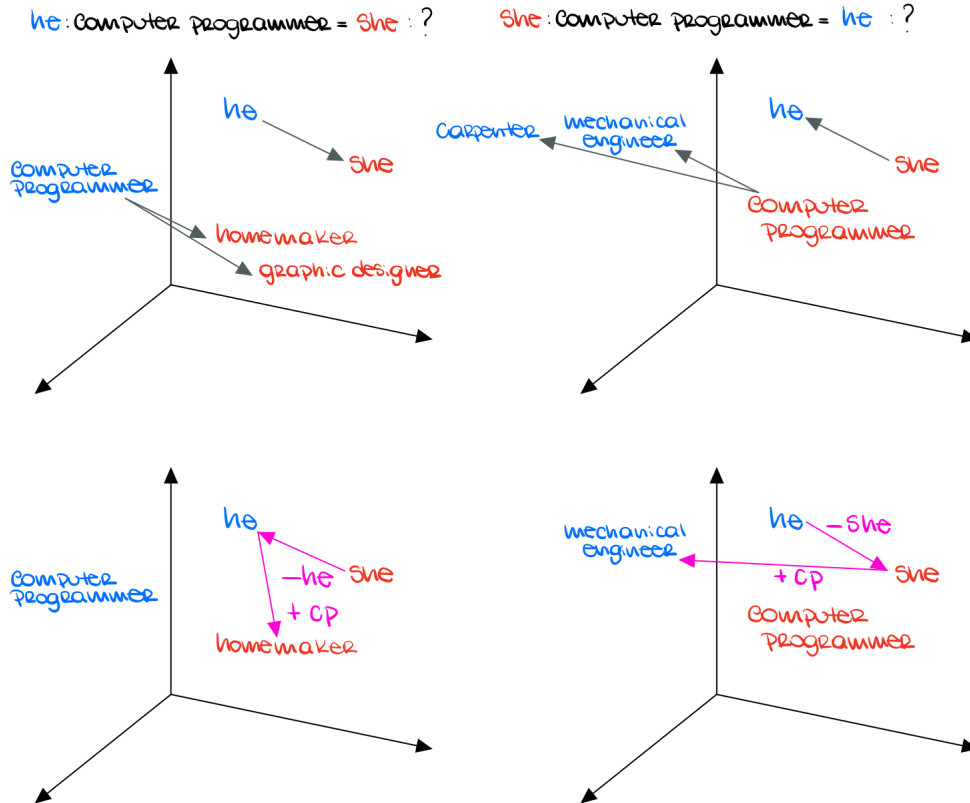 he : computer programmer = she : ?
she : computer programmer = he : ?
he
she
computer
programmer
homemaker
graphic designer
he
carpenter
mechanical
engineer
she
computer
programmer
he
she
-he
+ cp
computer
programmer
homemaker
he
-she
mechanical
engineer
she
+ cp
computer
programmer